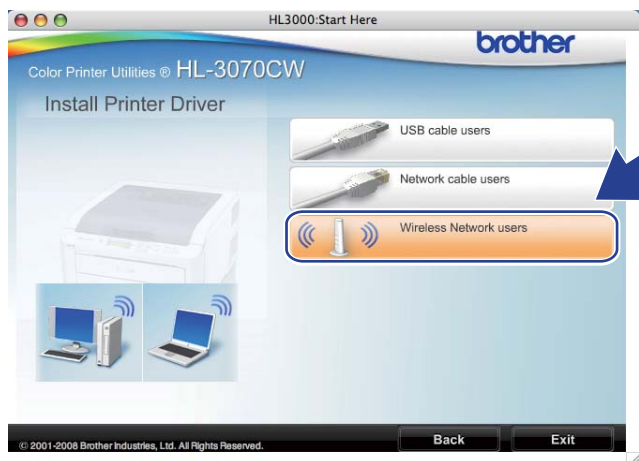 HL3000:Start Here
brother
Color Printer Utilities ® HL-3070CW
Install Printer Driver
USB cable users
Network cable users
Wireless Network users
© 2001-2008 Brother Industries, Ltd. All Rights Reserved.
Back
Exit